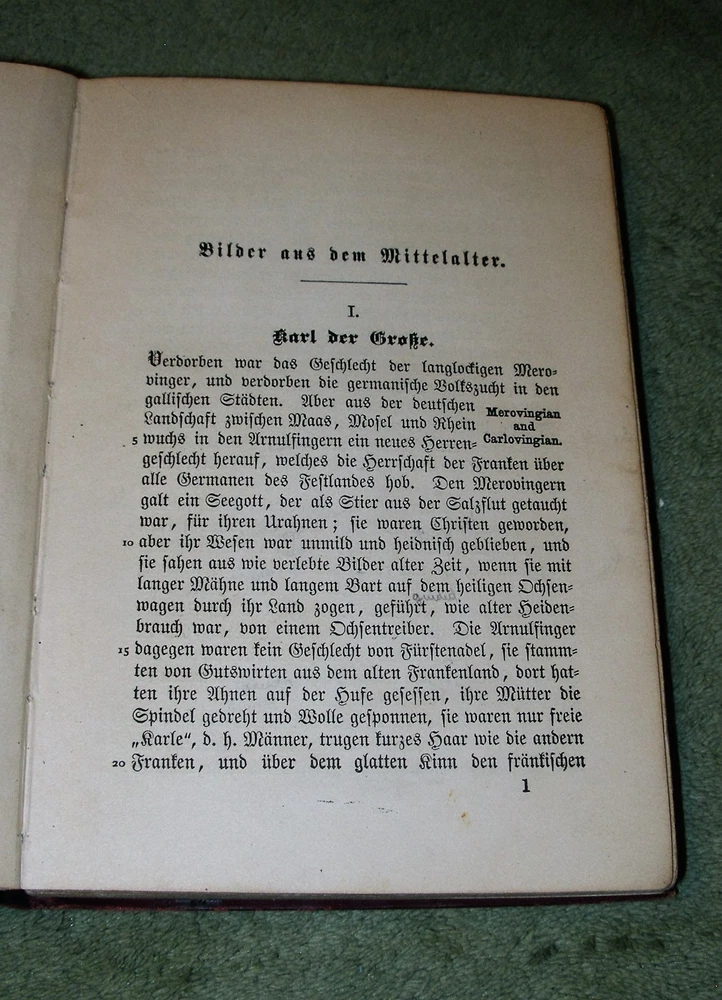 Bilder aus dem Mittelalter.
I.
Karl der Große.
Verdorben war das Geschlecht der langlockigen Mero-
vinger, und verdorben die germanische Volkszucht in den
gallischen Städten. Aber aus der deutschen
Landschaft zwischen Maas, Mosel und Rhein
5 wuchs in den Arnulfingern ein neues Herren-
Merovingian
and
Carlovingian.
geschlecht herauf, welches die Herrschaft der Franken über
alle Germanen des Festlandes hob. Den Merovingern
galt ein Seegott, der als Stier aus der Salzflut getaucht
war, für ihren Urahnen; sie waren Christen geworden,
10 aber ihr Wesen war unmild und heidnisch geblieben, und
sie sahen aus wie verlebte Bilder alter Zeit, wenn sie mit
langer Mähne und langem Bart auf dem heiligen Ochsen-
wagen durch ihr Land zogen, geführt, wie alter Heiden-
brauch war, von einem Ochsentreiber. Die Arnulfinger
15 dagegen waren kein Geschlecht von Fürstenadel, sie stamm-
ten von Gutswirten aus dem alten Frankenland, dort hat-
ten ihre Ahnen auf der Hufe gesessen, ihre Mütter die
Spindel gedreht und Wolle gesponnen, sie waren nur freie
„Karle“, d. h. Männer, trugen kurzes Haar wie die andern
20 Franken, und über dem glatten Kinn den fränkischen
1